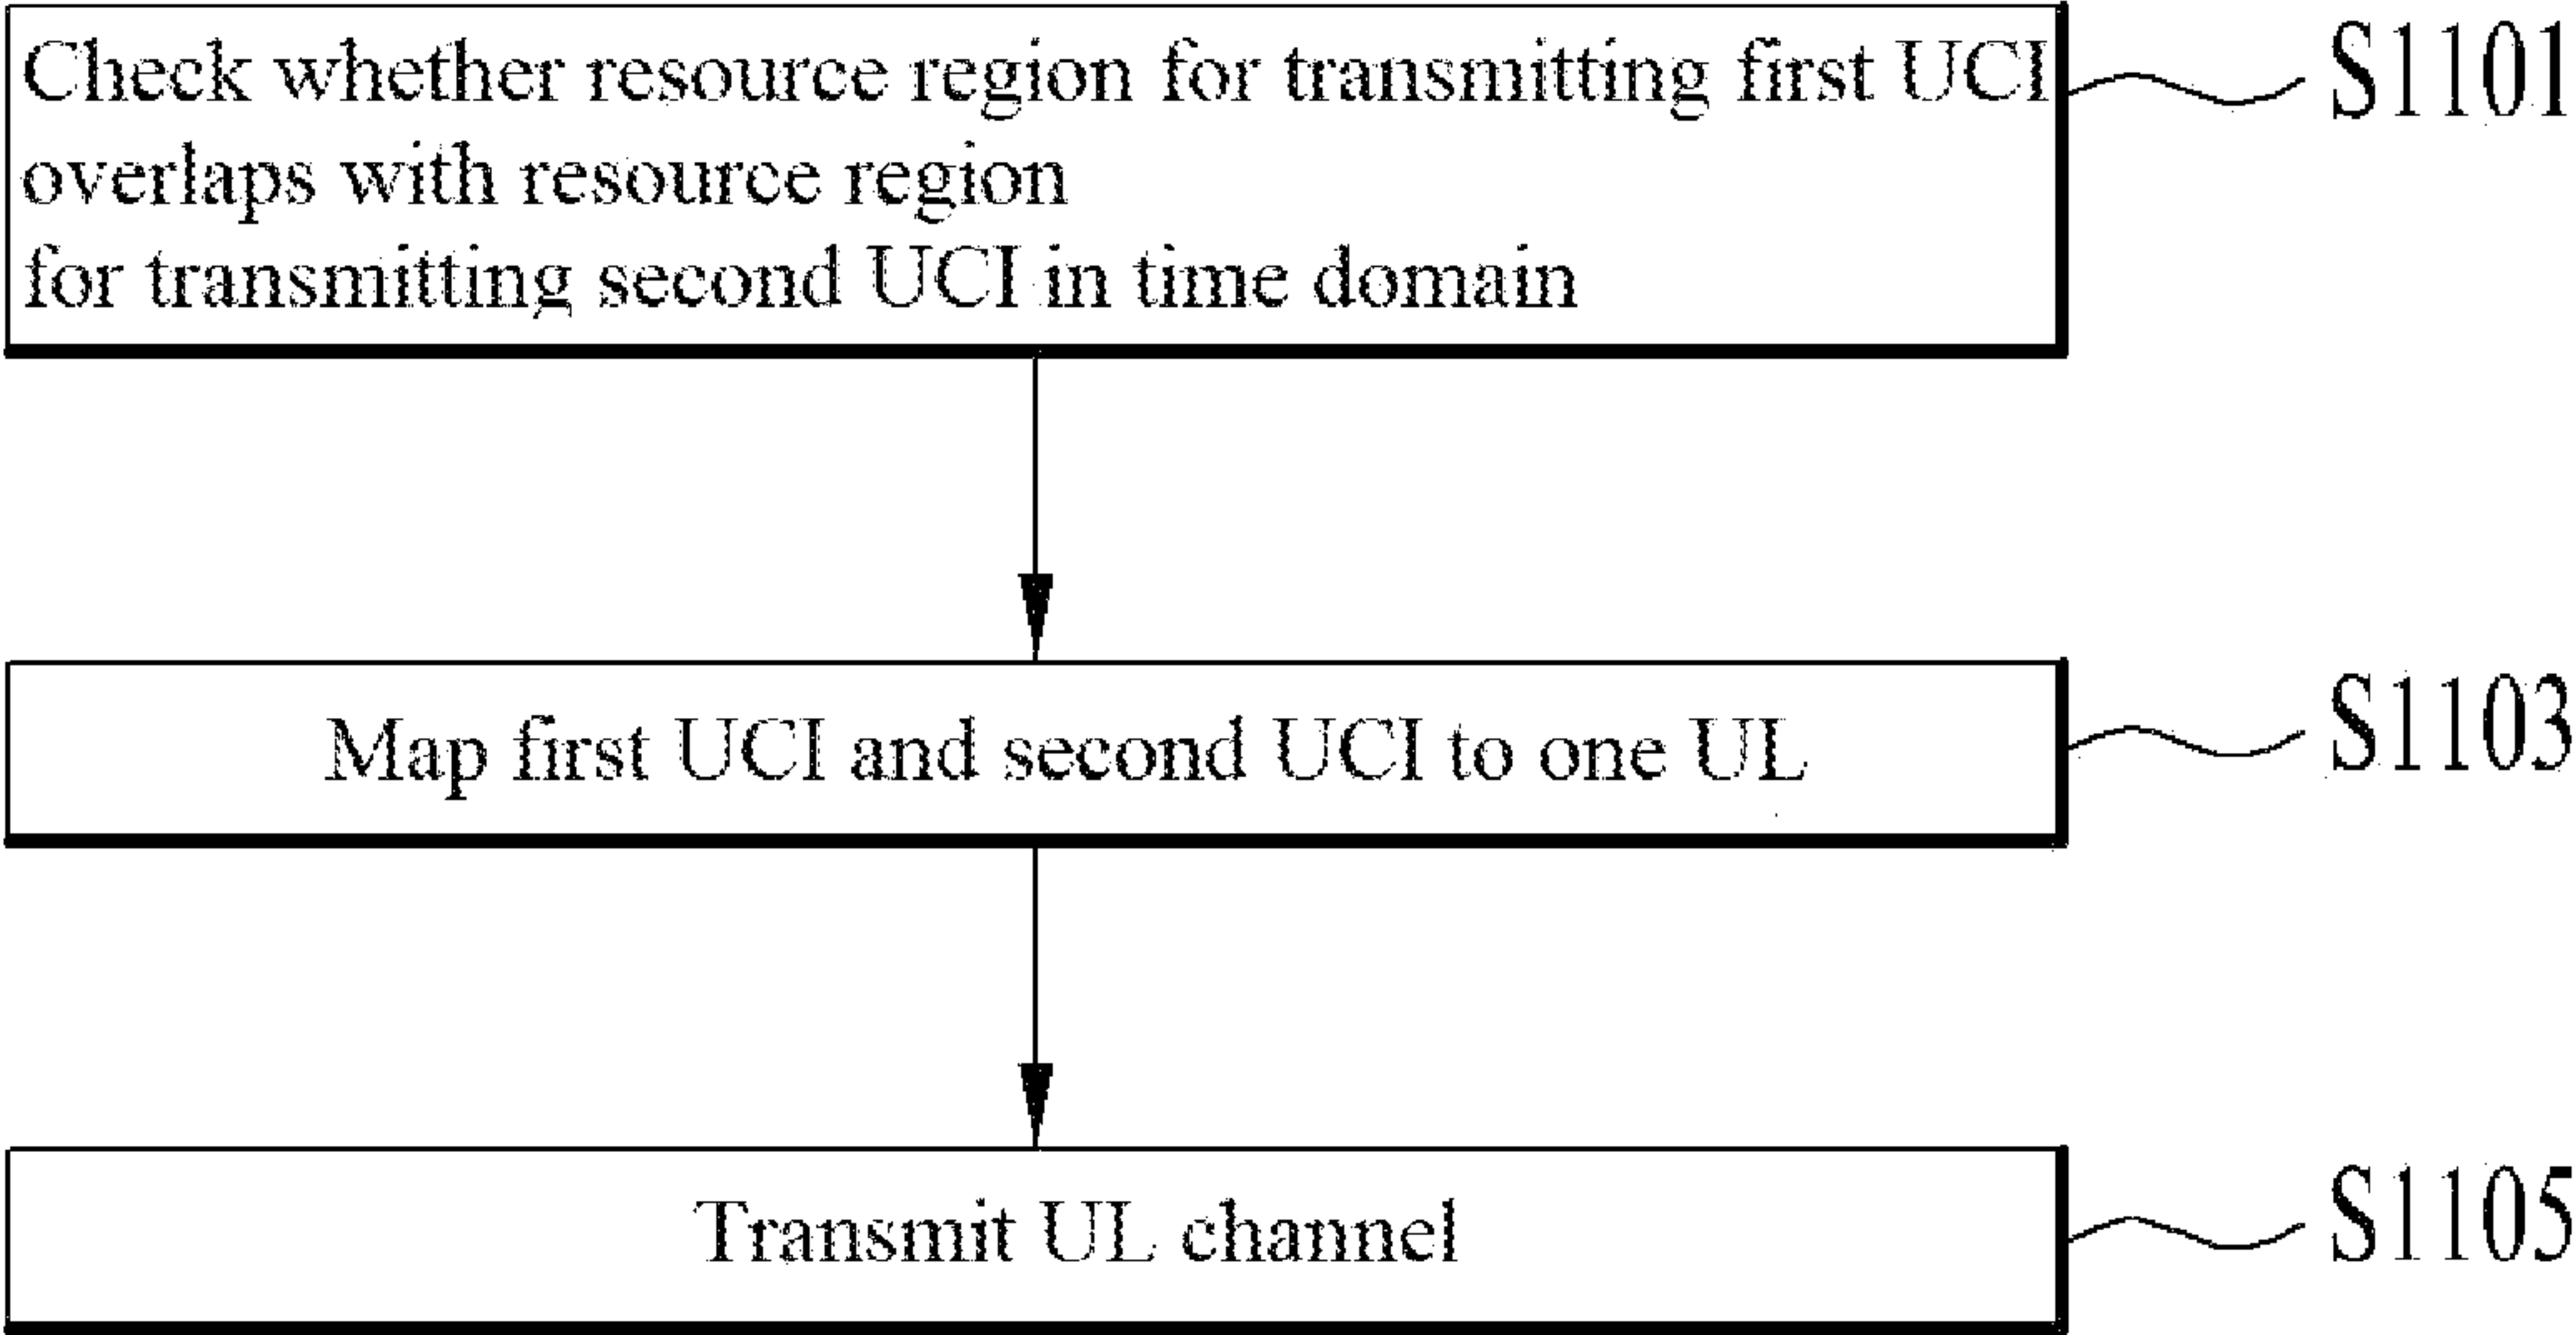 Check whether resource region for transmitting first UCI
overlaps with resource region
for transmitting second UCI in time domain
S1101
Map first UCI and second UCI to one UL
S1103
Transmit UL channel
S1105